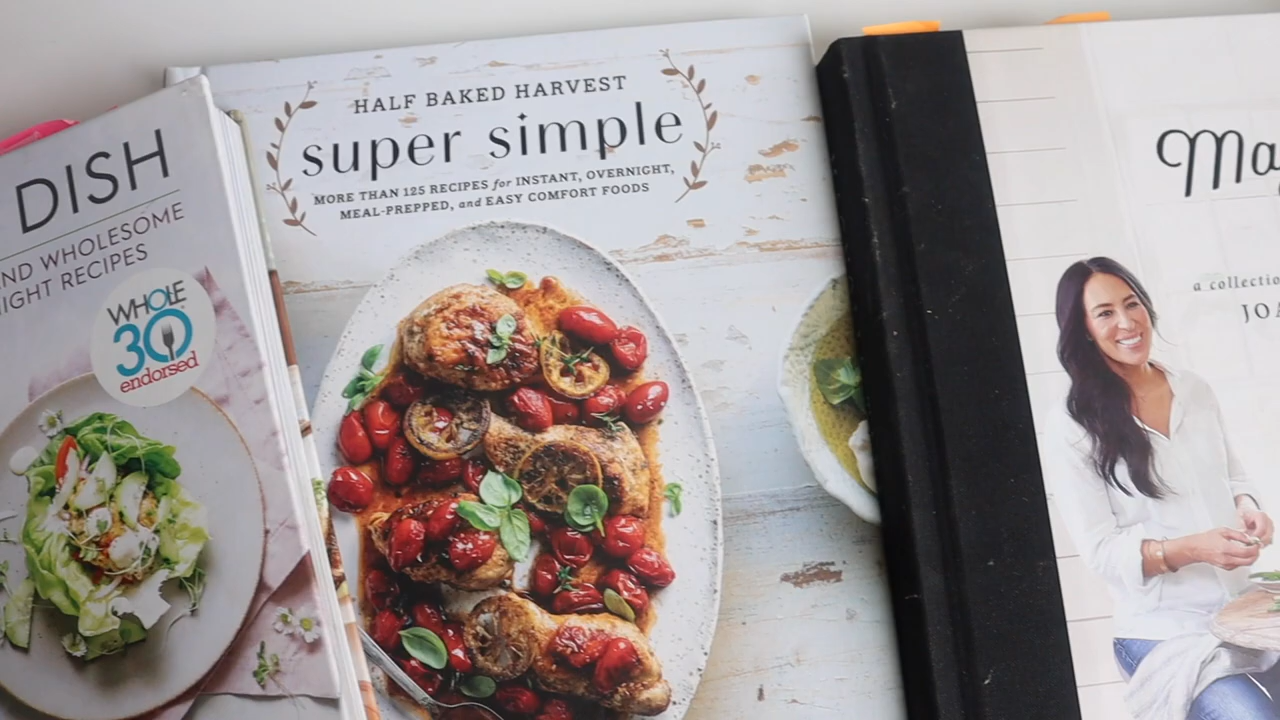 DISH
ND WHOLESOME
IGHT RECIPES
WHOLE
30
endorsed
HALF BAKED HARVEST
super simple
MORE THAN 125 RECIPES for INSTANT, OVERNIGHT,
MEAL-PREPPED, and EASY COMFORT FOODS
Ma
a collectio
JOA